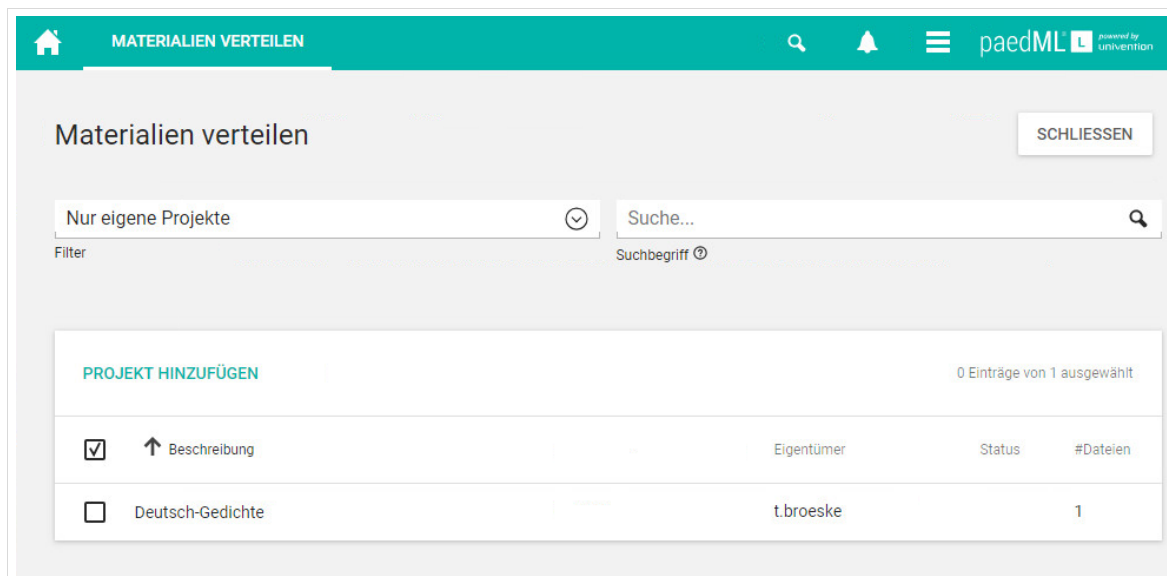 MATERIALIEN VERTEILEN
paedML® L powered by univention
Materialien verteilen
SCHLIESSEN
Nur eigene Projekte
Suche...
Filter
Suchbegriff
PROJEKT HINZUFÜGEN
0 Einträge von 1 ausgewählt
Beschreibung Eigentümer Status #Dateien
Deutsch-Gedichte t.broeske 1